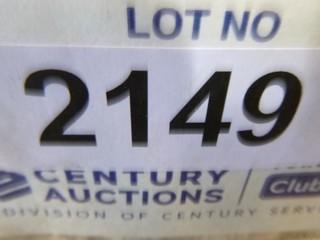 LOT NO
2149
CENTURY
AUCTIONS
Club
DIVISION OF CENTURY SERV